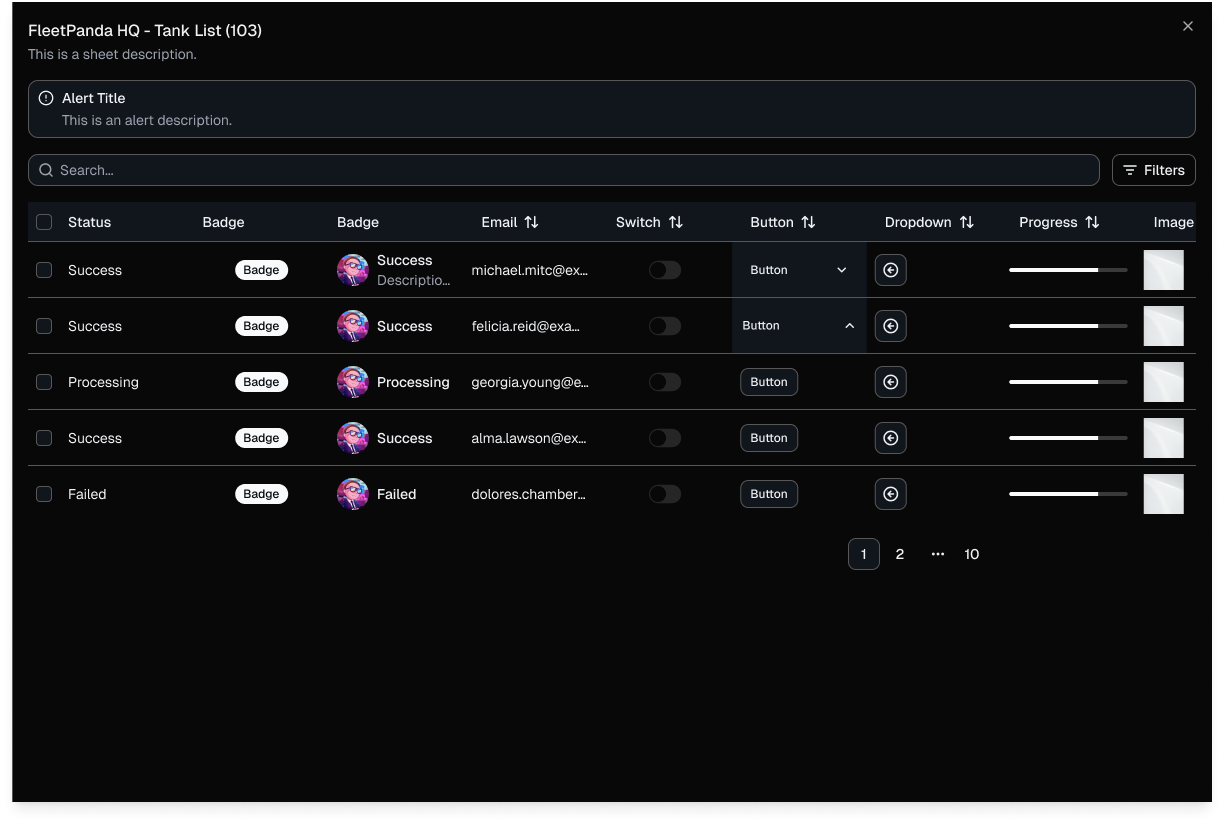 FleetPanda HQ - Tank List (103)
This is a sheet description.
Alert Title
This is an alert description.
Search...
Filters
Status Badge Badge Email Switch Button Dropdown Progress Image
Success Badge Success Descriptio... michael.mitc@ex... Button
Success Badge Success felicia.reid@exa... Button
Processing Badge Processing georgia.young@e... Button
Success Badge Success alma.lawson@ex... Button
Failed Badge Failed dolores.chamber... Button
1 2 ... 10